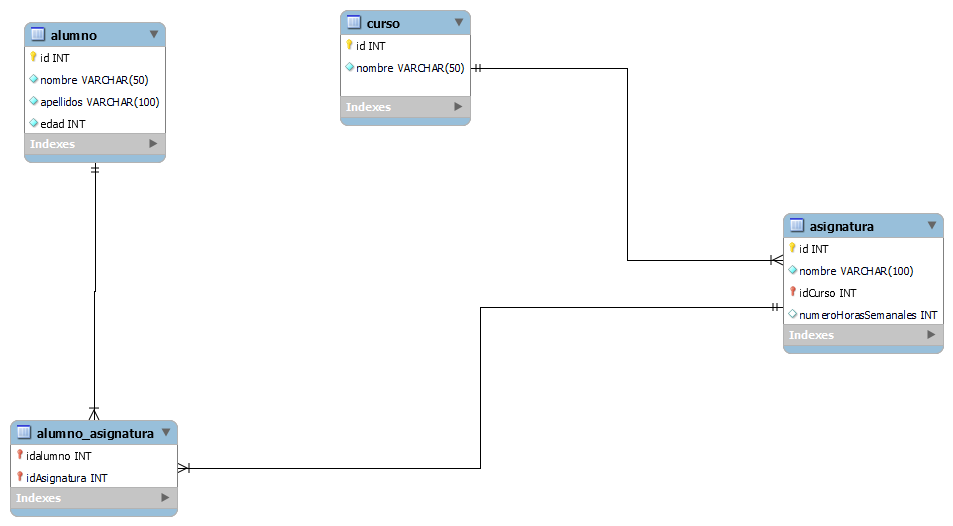 alumno
id INT
nombre VARCHAR(50)
apellidos VARCHAR(100)
edad INT
Indexes
curso
id INT
nombre VARCHAR(50)
Indexes
asignatura
id INT
nombre VARCHAR(100)
idCurso INT
numeroHorasSemanales INT
Indexes
alumno_asignatura
idalumno INT
idAsignatura INT
Indexes